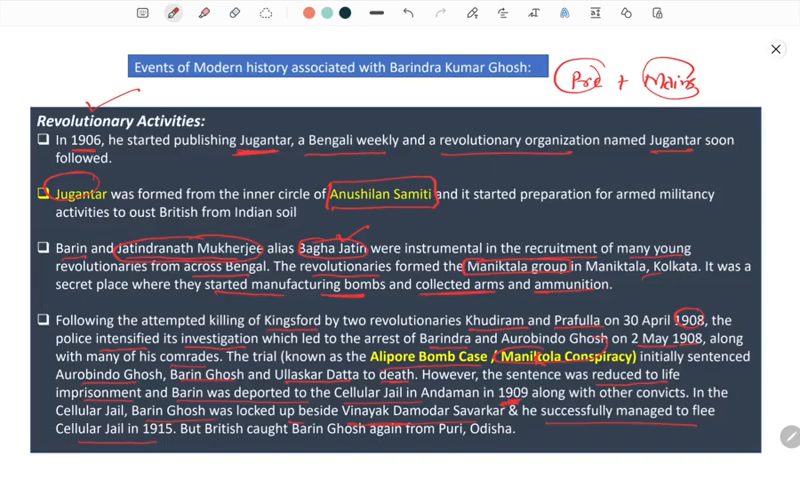 Events of Modern history associated with Barindra Kumar Ghosh:
Pre + Mains
Revolutionary Activities:
In 1906, he started publishing Jugantar, a Bengali weekly and a revolutionary organization named Jugantar soon
followed.
Jugantar was formed from the inner circle of Anushilan Samiti and it started preparation for armed militancy
activities to oust British from Indian soil
Barin and Jatindranath Mukherjee alias Bagha Jatin were instrumental in the recruitment of many young
revolutionaries from across Bengal. The revolutionaries formed the Maniktala group in Maniktala, Kolkata. It was a
secret place where they started manufacturing bombs and collected arms and ammunition.
Following the attempted killing of Kingsford by two revolutionaries Khudiram and Prafulla on 30 April 1908, the
police intensified its investigation which led to the arrest of Barindra and Aurobindo Ghosh on 2 May 1908, along
with many of his comrades. The trial (known as the Alipore Bomb Case / Maniktola Conspiracy) initially sentenced
Aurobindo Ghosh, Barin Ghosh and Ullaskar Datta to death. However, the sentence was reduced to life
imprisonment and Barin was deported to the Cellular Jail in Andaman in 1909 along with other convicts. In the
Cellular Jail, Barin Ghosh was locked up beside Vinayak Damodar Savarkar & he successfully managed to flee
Cellular Jail in 1915. But British caught Barin Ghosh again from Puri, Odisha.